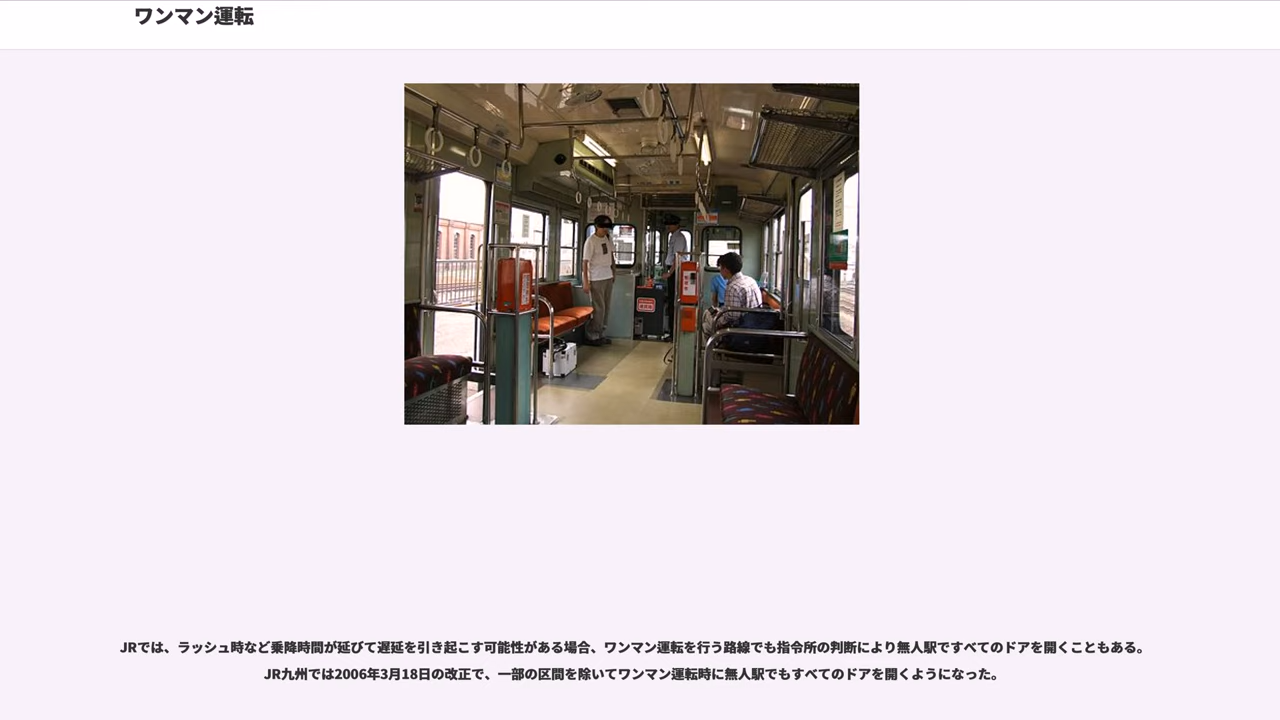 ワンマン運転
JRでは、ラッシュ時など乗降時間が延びて遅延を引き起こす可能性がある場合、ワンマン運転を行う路線でも指令所の判断により無人駅ですべてのドアを開くこともある。
JR九州では2006年3月18日の改正で、一部の区間を除いてワンマン運転時に無人駅でもすべてのドアを開くようになった。